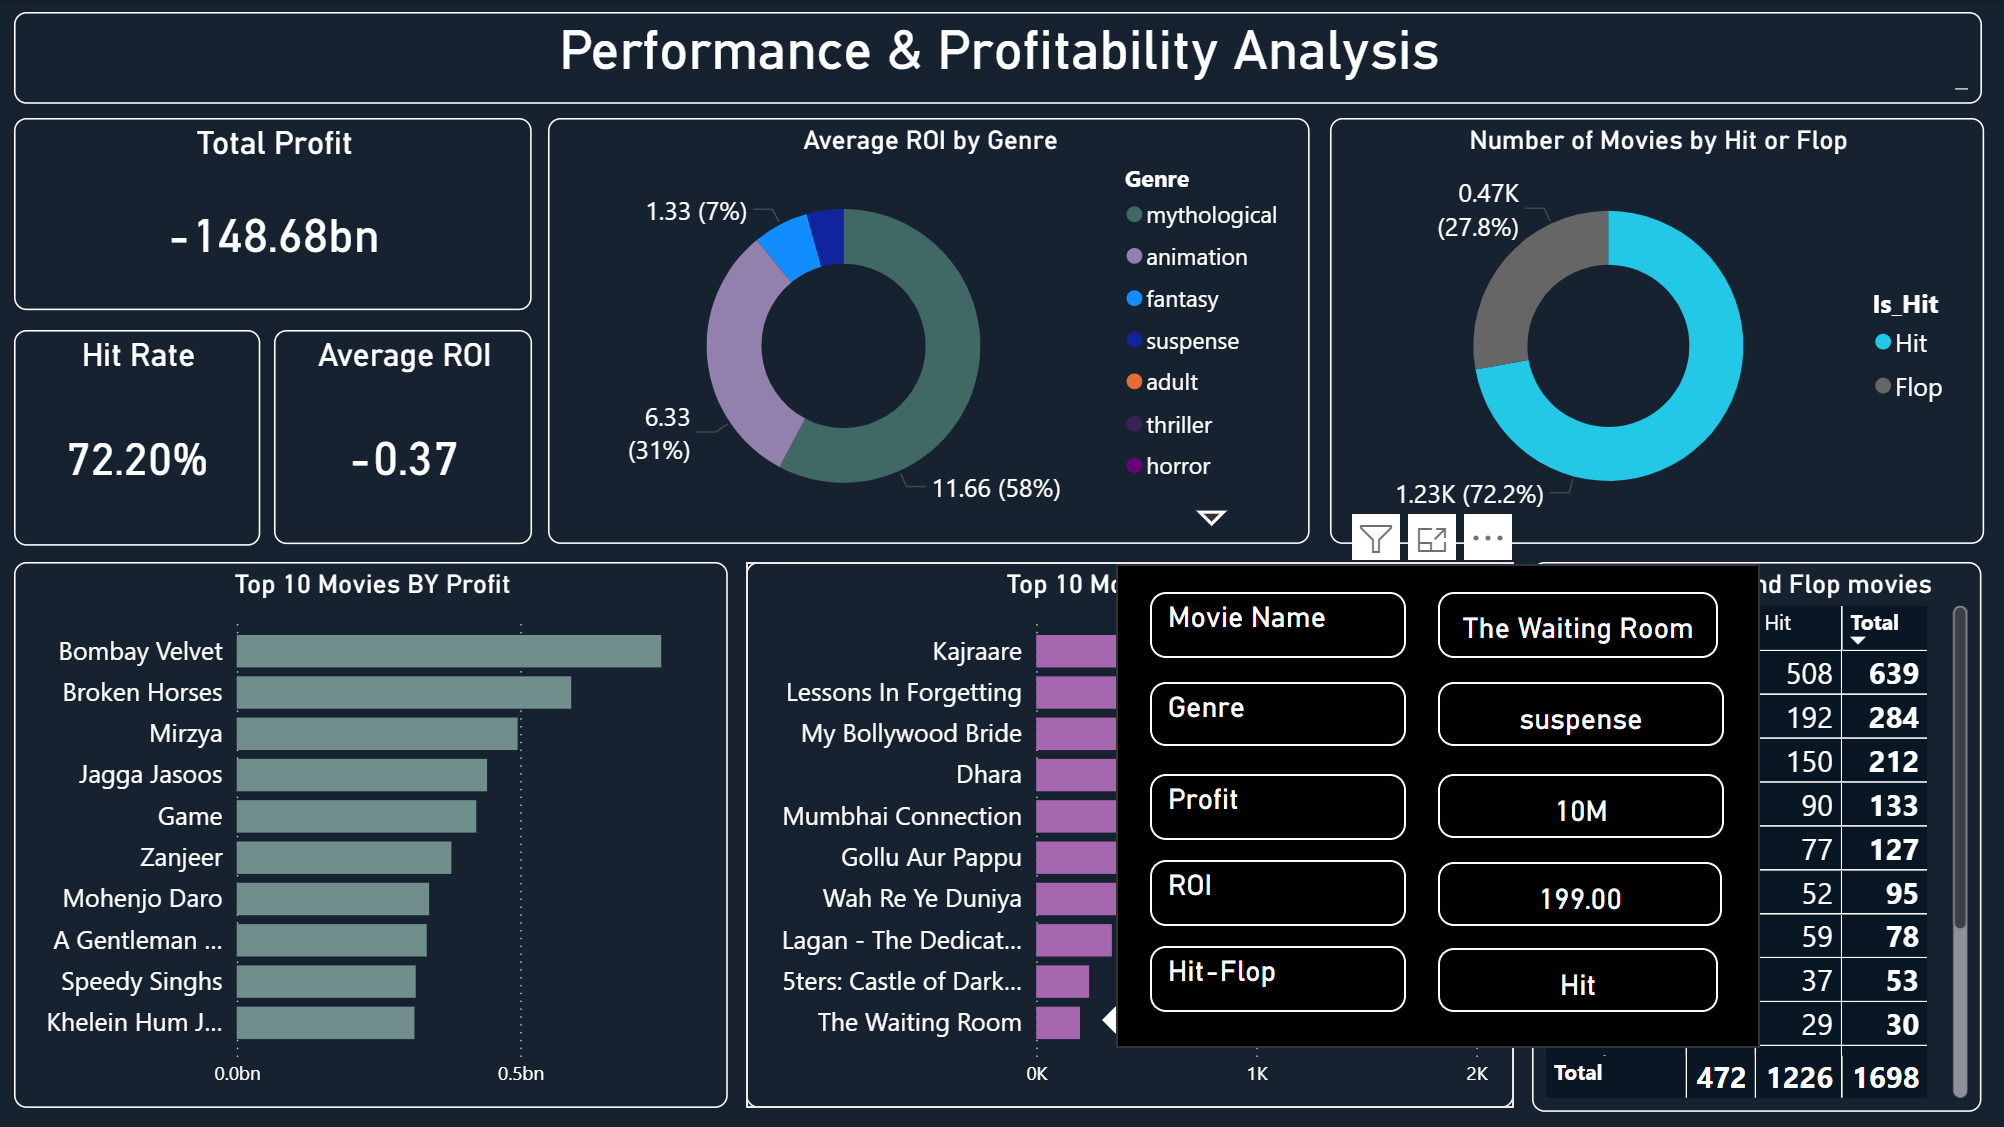 Performance & Profitability Analysis
Total Profit
-148.68bn
Hit Rate
72.20%
Average ROI
-0.37
Average ROI by Genre
1.33 (7%)
6.33
(31%)
11.66 (58%)
Genre
mythological
animation
fantasy
suspense
adult
thriller
horror
Number of Movies by Hit or Flop
0.47K
(27.8%)
1.23K (72.2%)
Is_Hit
Hit
Flop
Top 10 Movies BY Profit
Bombay Velvet
Broken Horses
Mirzya
Jagga Jasoos
Game
Zanjeer
Mohenjo Daro
A Gentleman ...
Speedy Singhs
Khelein Hum J...
0.0bn 0.5bn
Top 10
Kajraare
Lessons In Forgetting
My Bollywood Bride
Dhara
Mumbhai Connection
Gollu Aur Pappu
Wah Re Ye Duniya
Lagan - The Dedicat...
5ters: Castle of Dark...
The Waiting Room
0K 1K 2K
Movie Name The Waiting Room
Genre suspense
Profit 10M
ROI 199.00
Hit-Flop Hit
Flop movies
Hit Total
508 639
192 284
150 212
90 133
77 127
52 95
59 78
37 53
29 30
Total 472 1226 1698